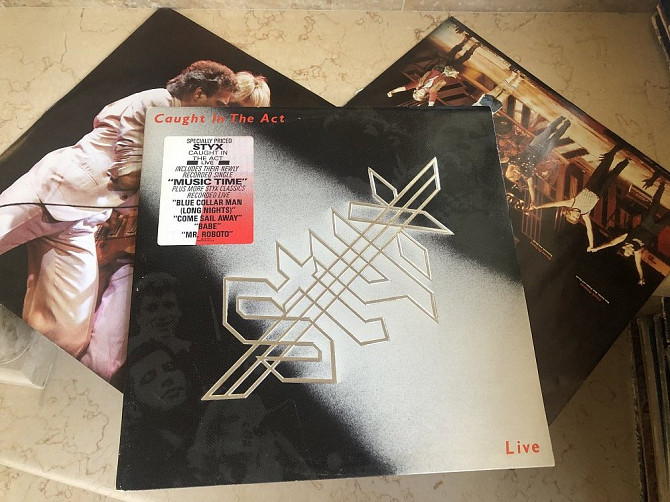 Caught In The Act
SPECIALLY PRICED
STYX
CAUGHT IN
THE ACT
LIVE
INCLUDES THEIR NEWLY
RECORDED SINGLE
"MUSIC TIME"
PLUS MORE STYX CLASSICS
RECORDED LIVE
"BLUE COLLAR MAN
(LONG NIGHTS)"
"COME SAIL AWAY"
"BABE"
"MR. ROBOTO"
STYX
Live